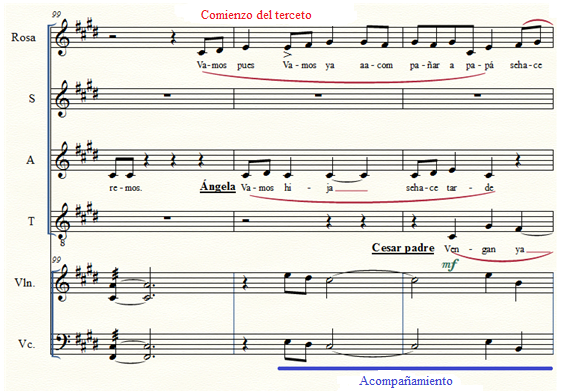 Comienzo del terceto
99
Rosa
Va-mos pues Va-mos ya aa-com pa-ñar a pa-pá seha-ce
S
A
re-mos. Ángela Va-mos hi-ja seha-ce tar-de
T
8
Cesar padre Ven-gan ya
mf
99
Vln.
Vc.
Acompañamiento